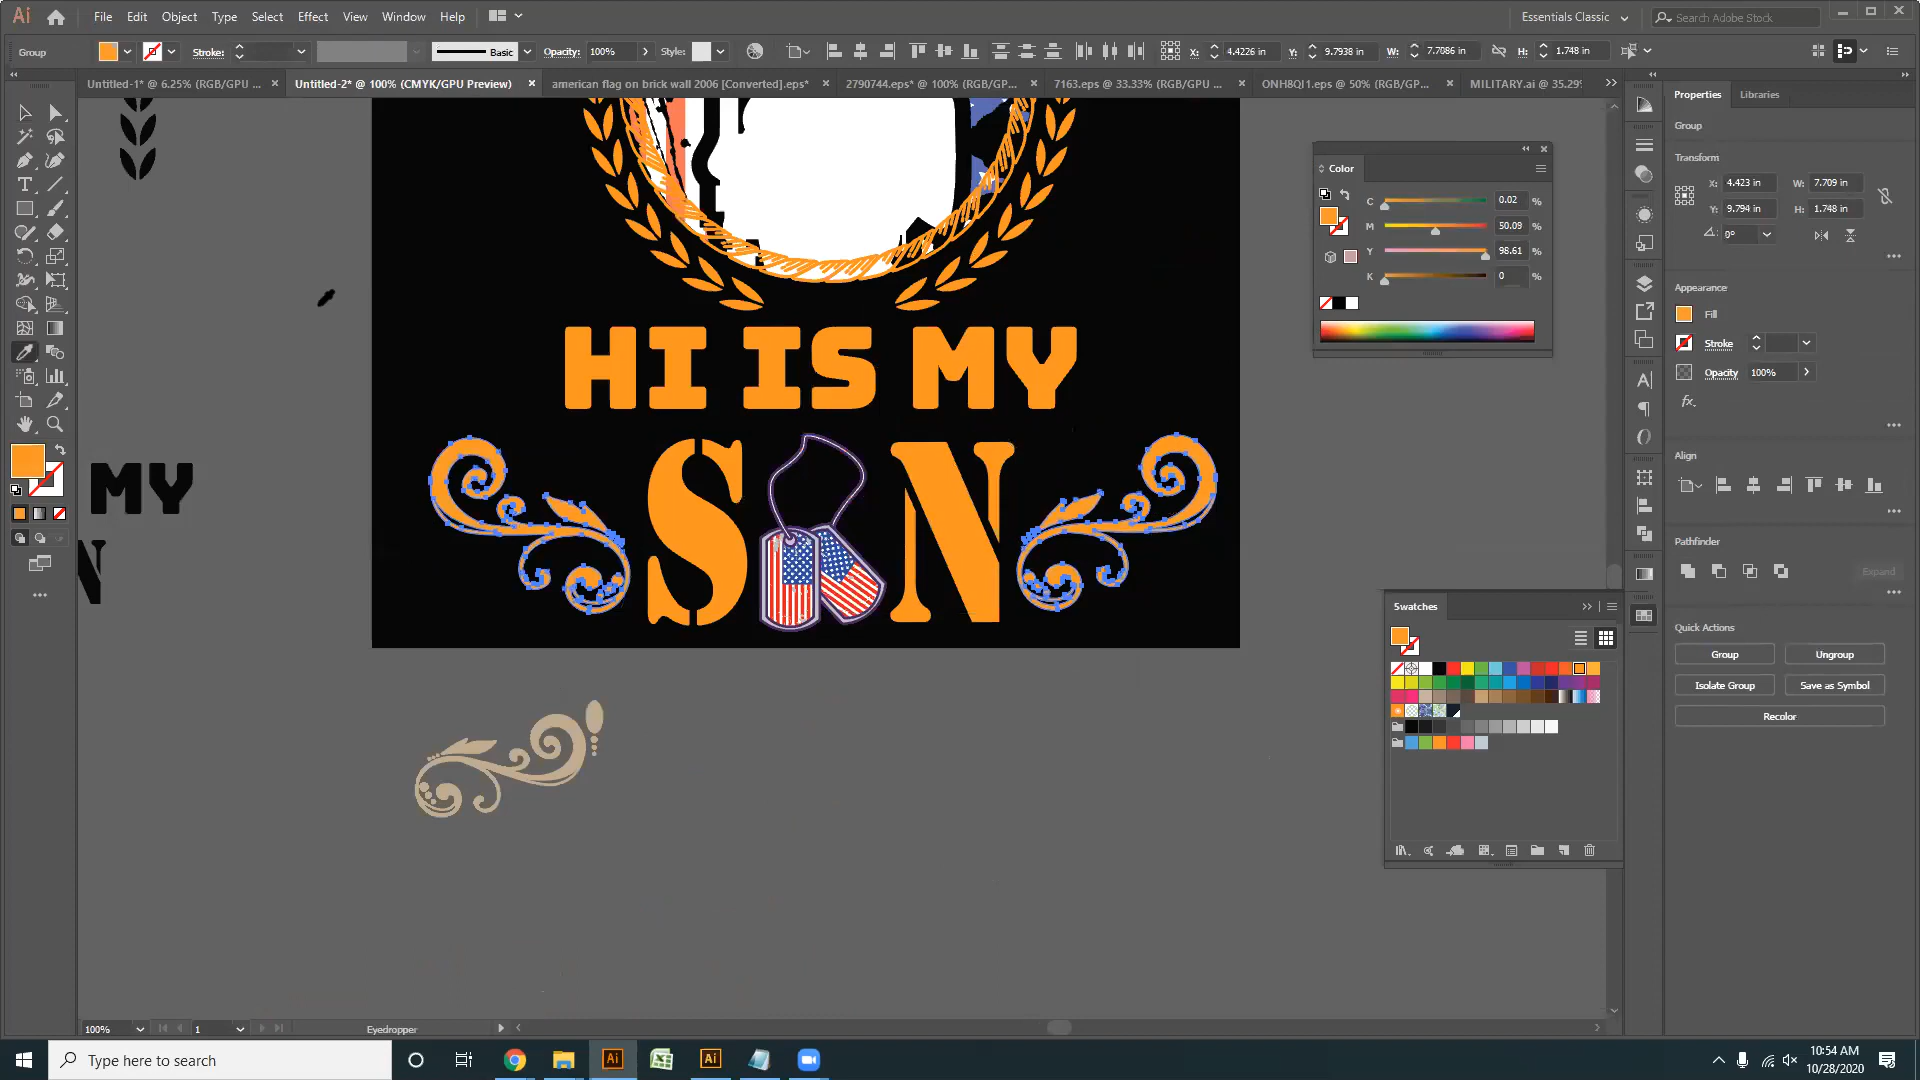 Ai File Edit Object Type Select Effect View Window Help Essentials Classic Search Adobe Stock
Group Stroke: Basic Opacity: 100% Style: X: 4.4226 in Y: 9.7938 in W: 7.7086 in H: 1.748 in
Untitled-1* @ 6.25% (RGB/GPU ... Untitled-2* @ 100% (CMYK/GPU Preview) american flag on brick wall 2006 [Converted].eps* 2790744.eps* @ 100% (RGB/GP... 7163.eps @ 33.33% (RGB/GPU ... ONH8QI1.eps @ 50% (RGB/GP... MILITARY.ai @ 35.29%
Properties Libraries
Group
Transform
X: 4.423 in W: 7.709 in
Y: 9.794 in H: 1.748 in
0°
Appearance
Fill
Stroke
Opacity 100%
fx
Align
Pathfinder
Expand
Quick Actions
Group Ungroup
Isolate Group Save as Symbol
Recolor
Color
C 0.02 %
M 50.09 %
Y 98.61 %
K 0 %
Swatches
HI IS MY
S N
MY
N
100% 1 Eyedropper
Type here to search
Ai Ai
10:54 AM
10/28/2020